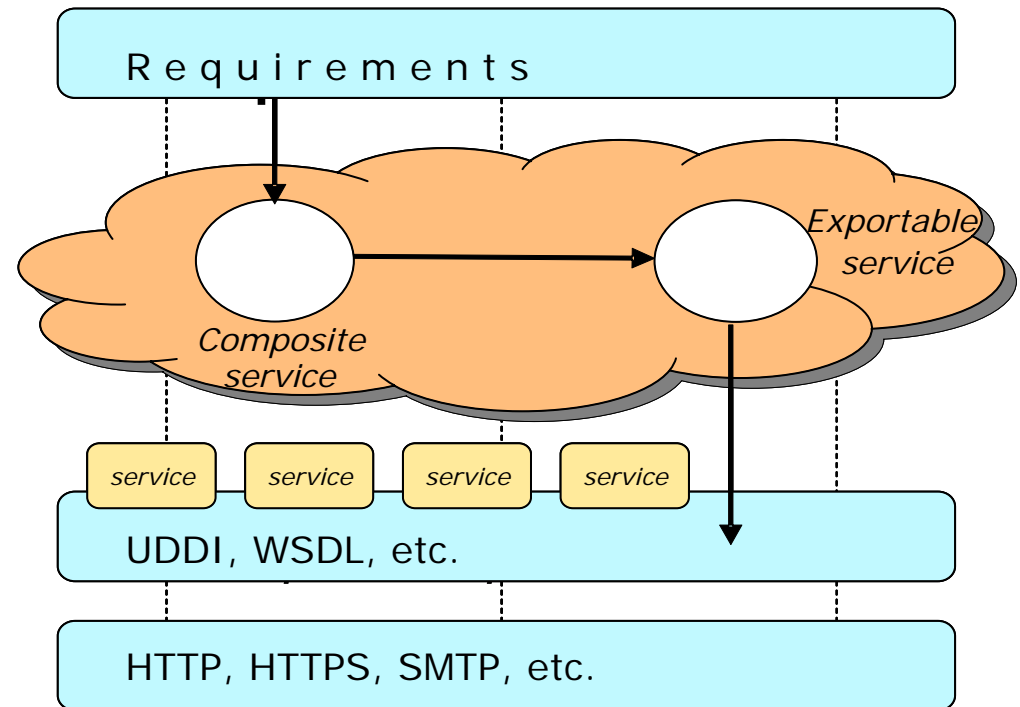 Requirements
Exportable
service
Composite
service
service service service service
UDDI, WSDL, etc.
HTTP, HTTPS, SMTP, etc.